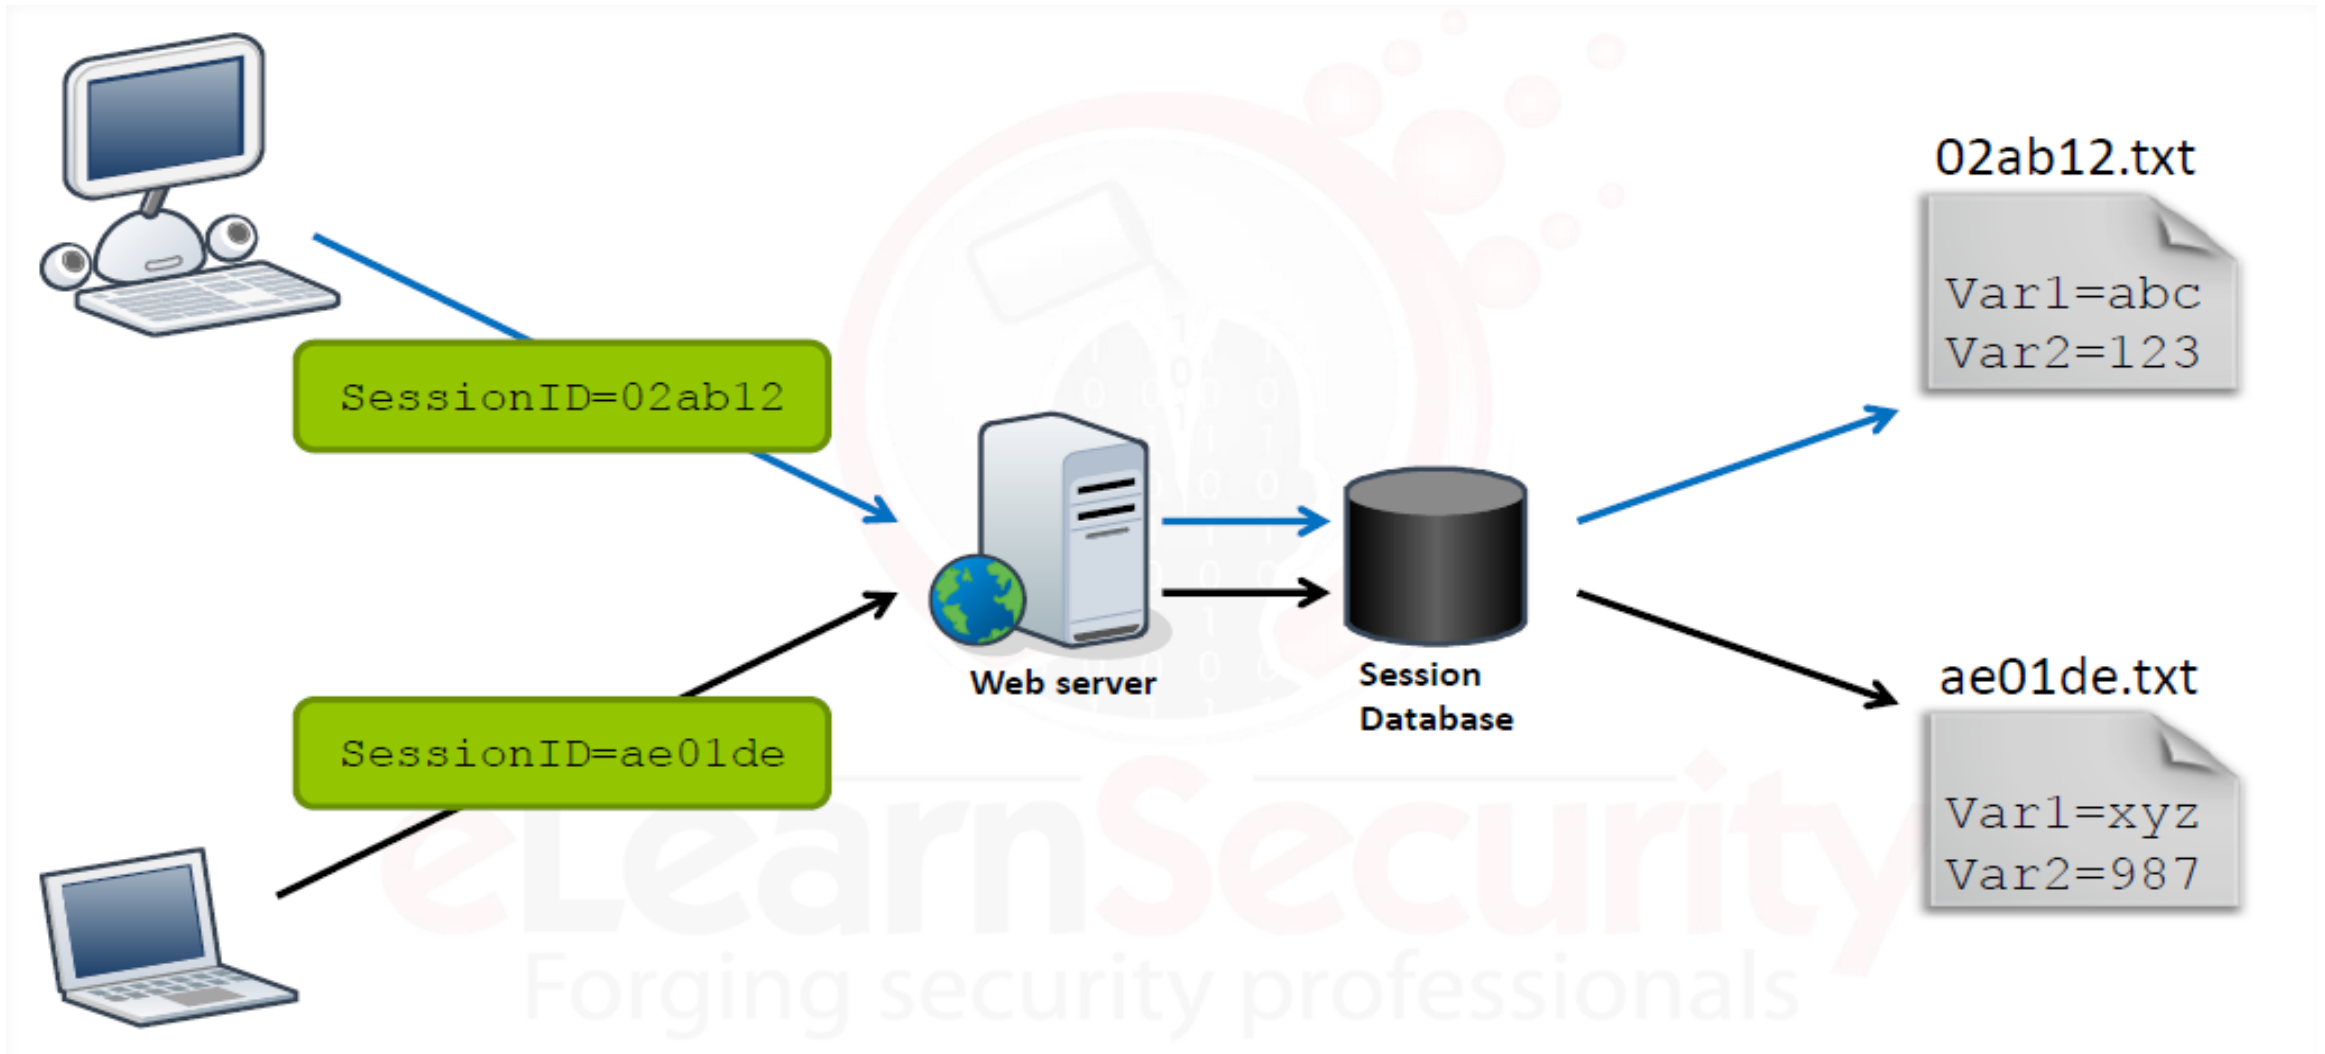 02ab12.txt
Var1=abc
Var2=123
SessionID=02ab12
Web server
Session
Database
SessionID=ae01de
ae01de.txt
Var1=xyz
Var2=987
eLearnSecurity
Forging security professionals